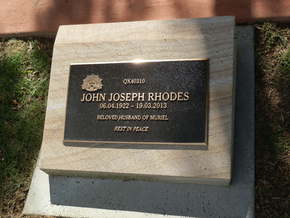 QX40310
JOHN JOSEPH RHODES
06.04.1922 - 19.03.2013
BELOVED HUSBAND OF MURIEL
REST IN PEACE